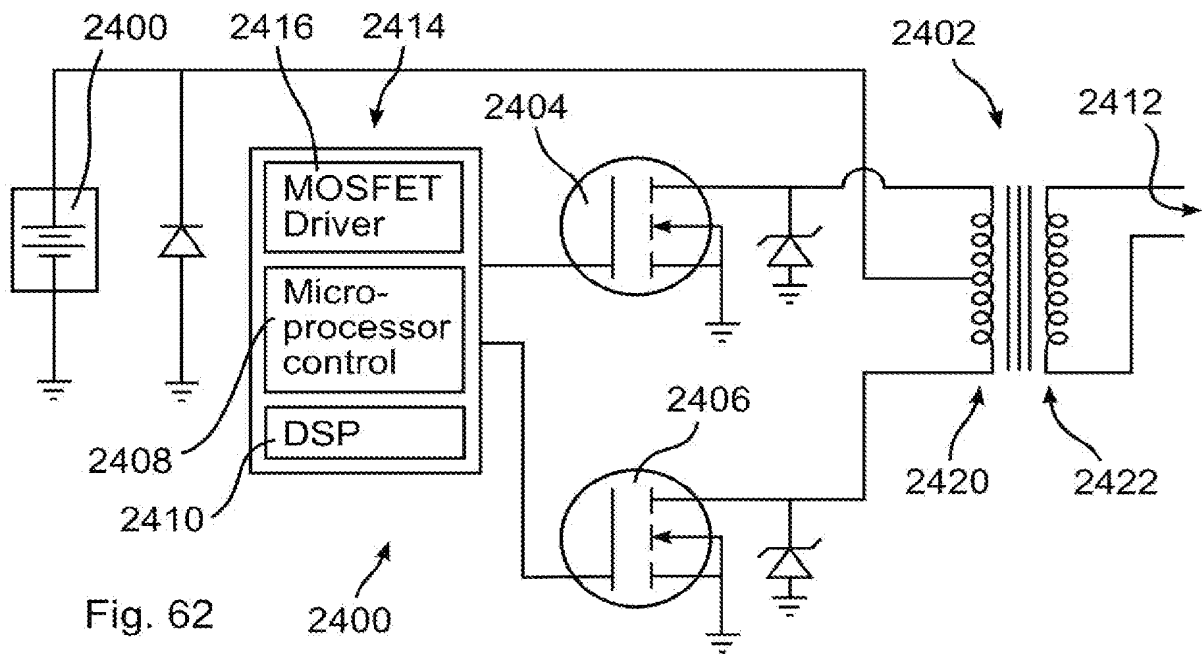 2400
2416
2414
2402
2412
2404
MOSFET
Driver
Micro-
processor
control
DSP
2408
2410
2406
2420
2422
2400
Fig. 62